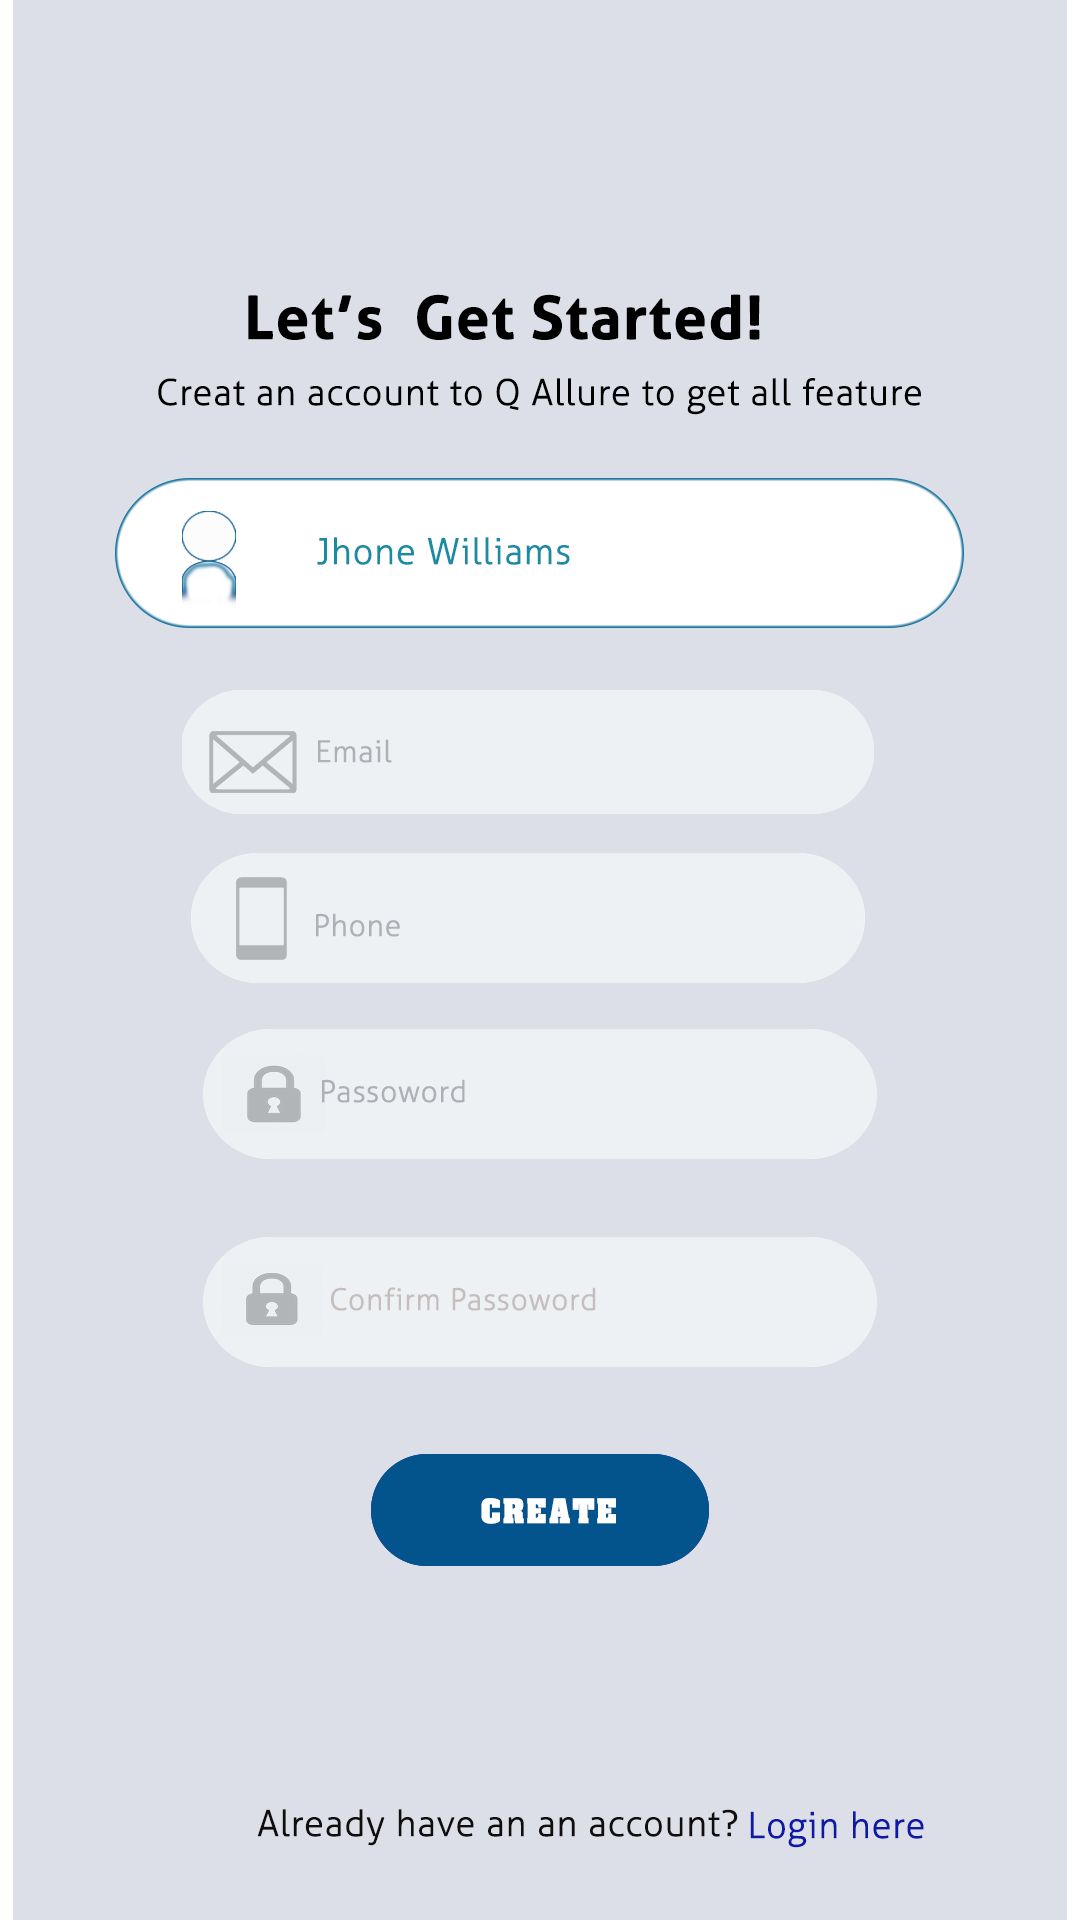 Let’s Get Started!
Creat an account to Q Allure to get all feature
Jhone Williams
Email
Phone
Passoword
Confirm Passoword
CREATE
Already have an an account? Login here